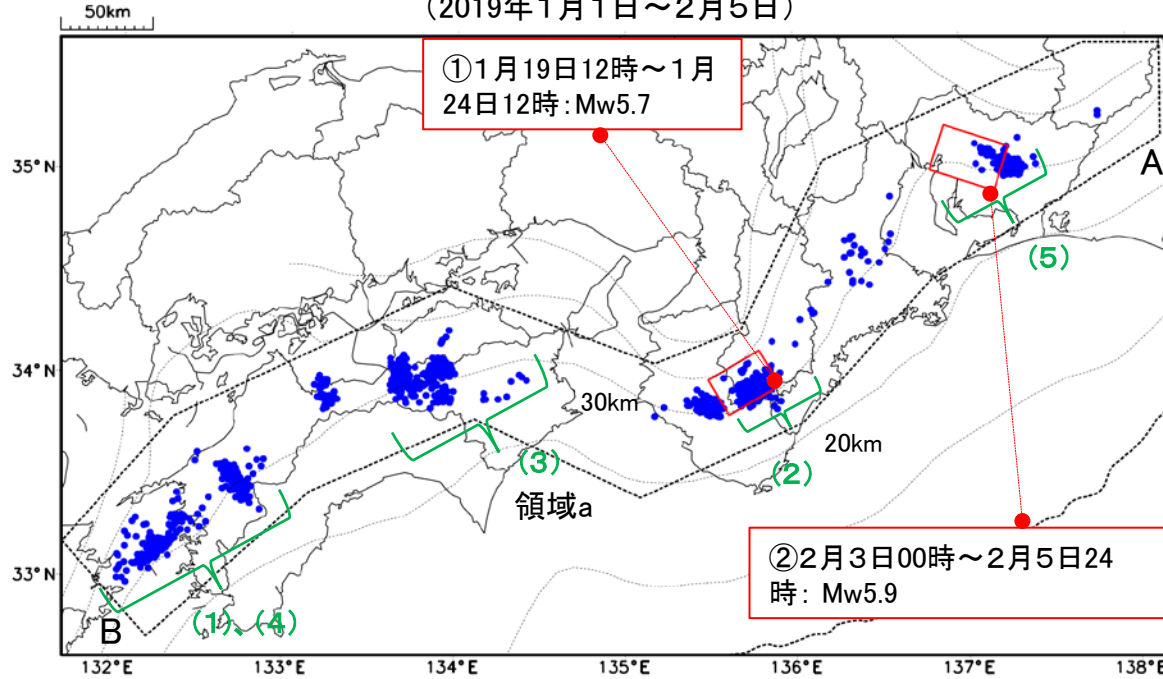 (2019年1月1日～2月5日)
50km
①1月19日12時～1月
24日12時：Mw5.7
35°N
A
(5)
34°N
30km
20km
(3)
(2)
領域a
②2月3日00時～2月5日24
時：Mw5.9
33°N
(1)、(4)
B
132°E
133°E
134°E
135°E
136°E
137°E
138°E